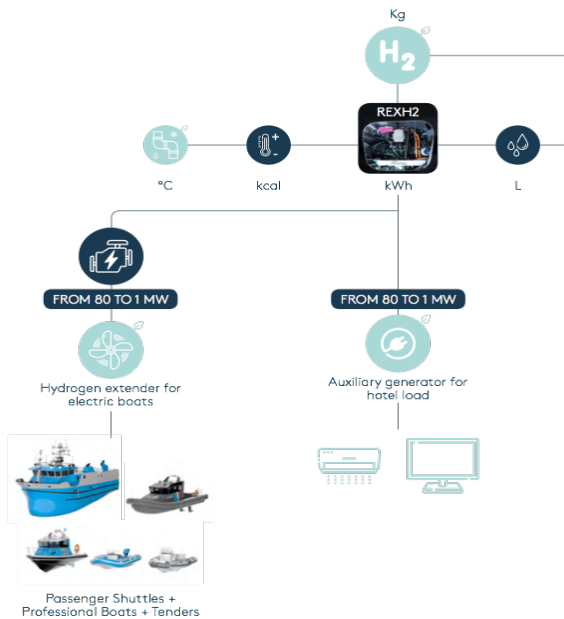 Kg
H2
REXH2
°C
kcal
kWh
L
FROM 80 TO 1 MW
FROM 80 TO 1 MW
Hydrogen extender for
electric boats
Auxiliary generator for
hotel load
Passenger Shuttles +
Professional Boats + Tenders